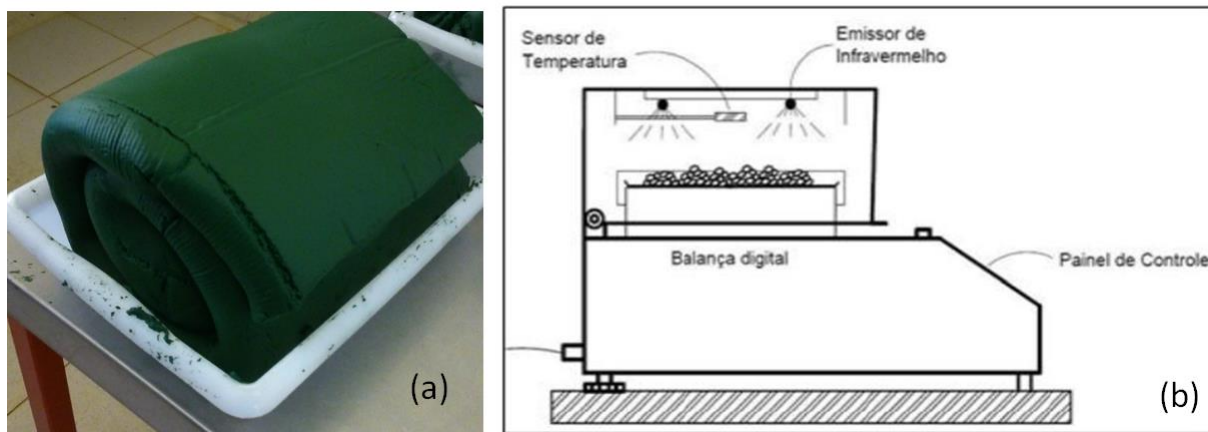 (a)
Sensor de
Temperatura
Emissor de
Infravermelho
Balança digital
Painel de Controle
(b)